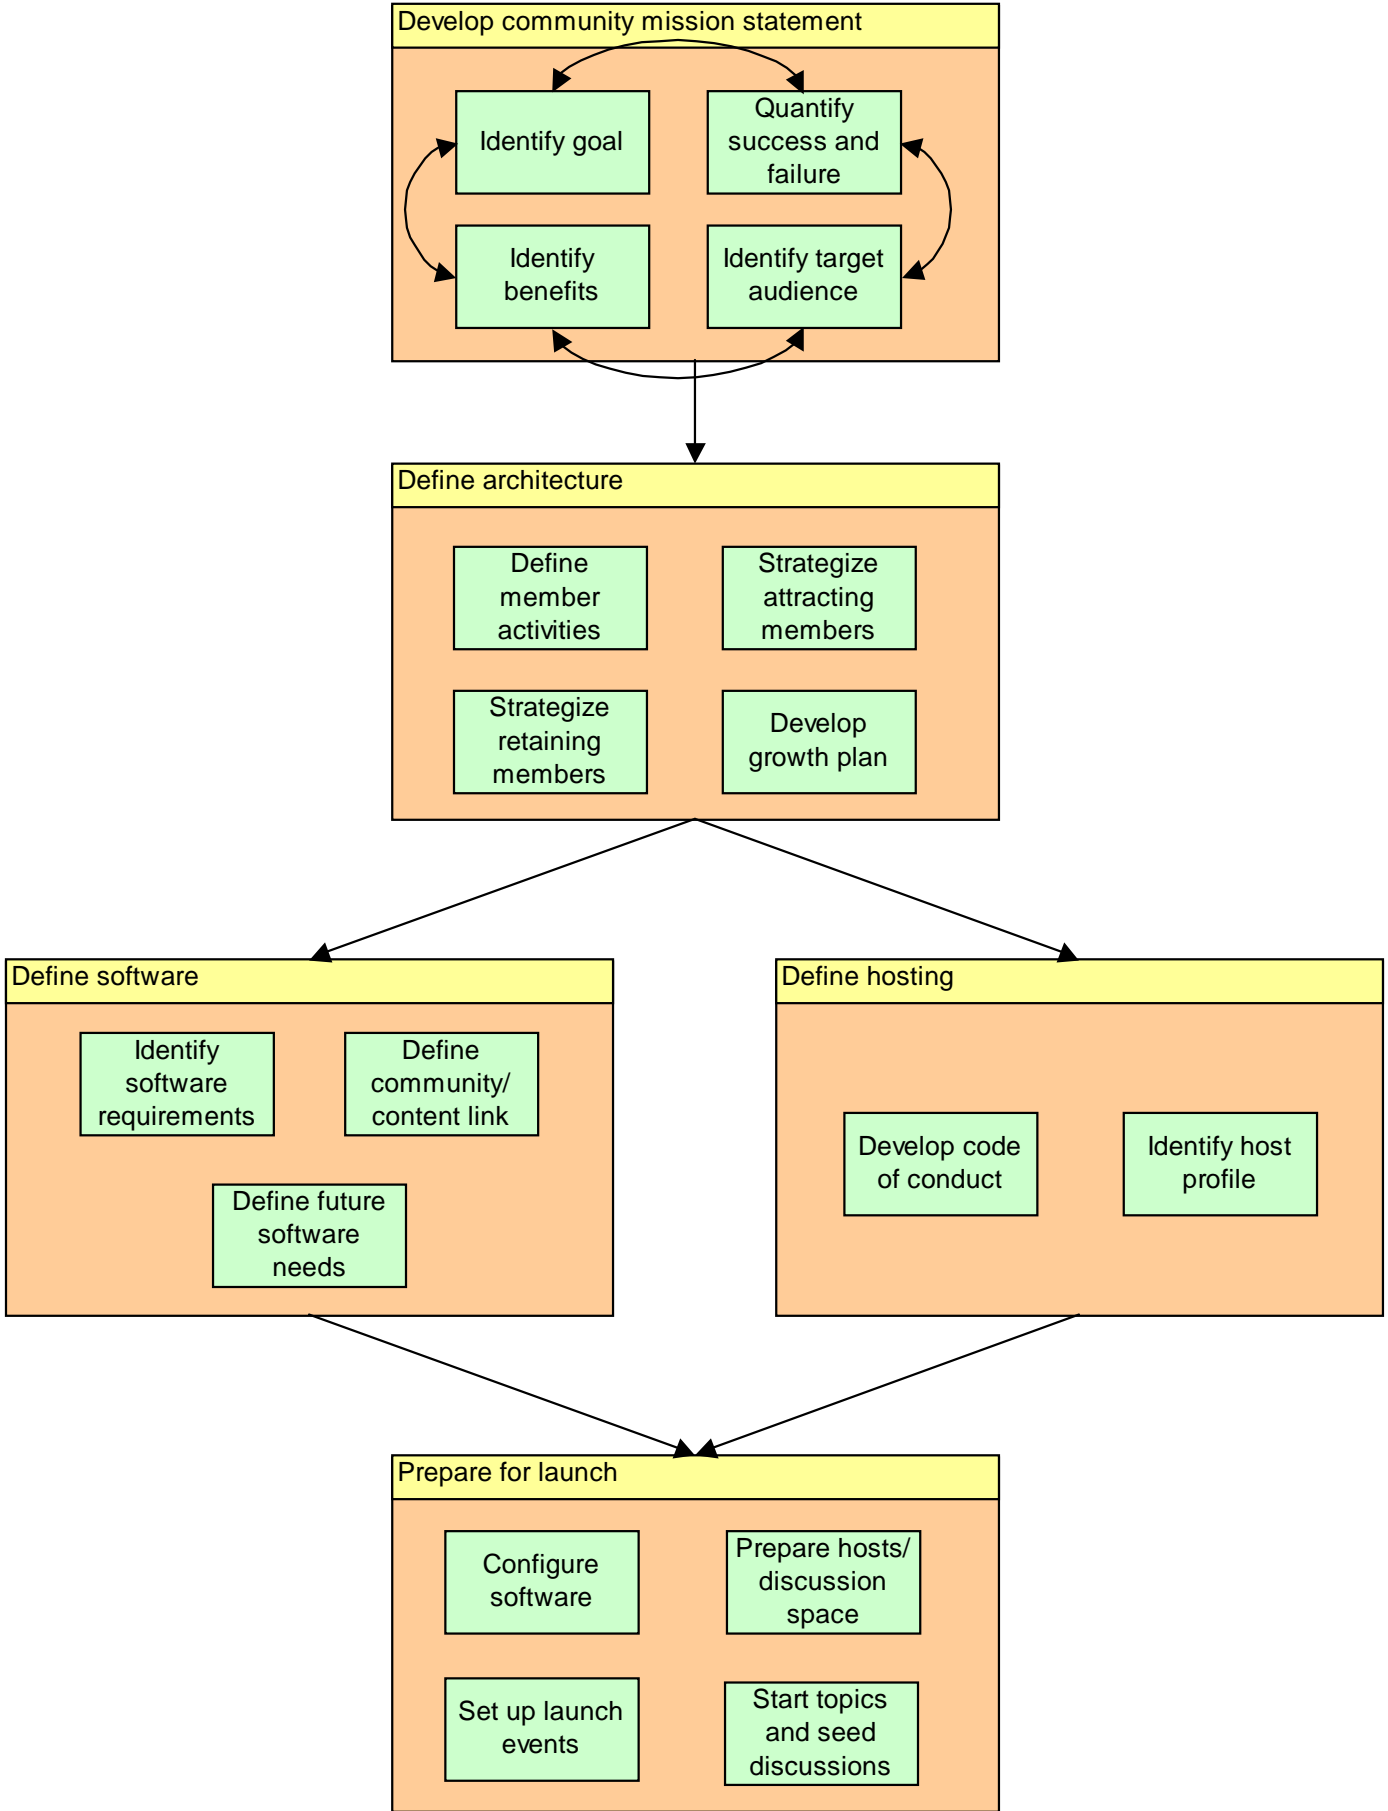 Develop community mission statement
Identify goal
Quantify
success and
failure
Identify
benefits
Identify target
audience
Define architecture
Define
member
activities
Strategize
attracting
members
Strategize
retaining
members
Develop
growth plan
Define software
Identify
software
requirements
Define
community/
content link
Define future
software
needs
Define hosting
Develop code
of conduct
Identify host
profile
Prepare for launch
Configure
software
Prepare hosts/
discussion
space
Set up launch
events
Start topics
and seed
discussions